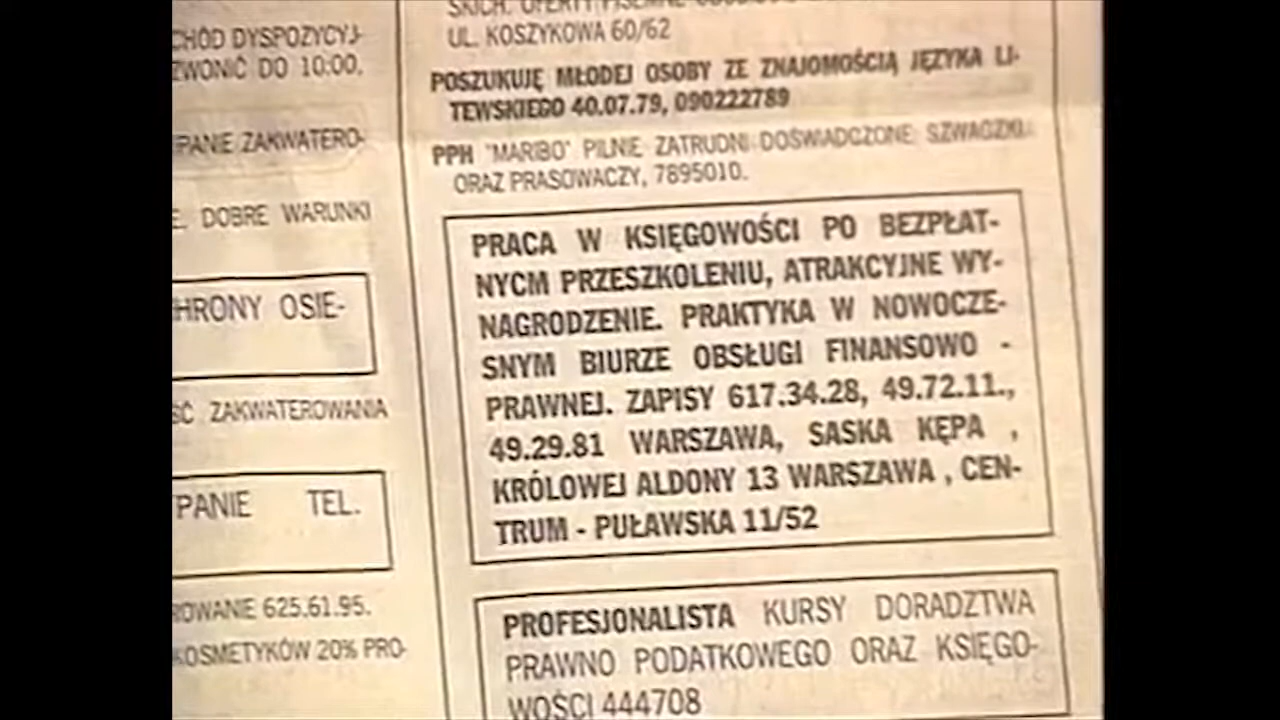 CHÓD DYSPOZYCYJ-
ZWONIĆ DO 10:00,
PANIE ZAKWATERO-
E. DOBRE WARUNKI
HRONY OSIE-
ŚĆ ZAKWATEROWANIA
PANIE TEL.
ROWANIE 625.61.95.
KOSMETYKÓW 20% PRO-
SKICH. OFERTY PISEMNE
UL. KOSZYKOWA 60/62
POSZUKUJĘ MŁODEJ OSOBY ZE ZNAJOMOŚCIĄ JĘZYKA LI-
TEWSKIEGO 40.07.79, 090222789
PPH "MARIBO" PILNIE ZATRUDNI DOŚWIADCZONE SZWACZKI
ORAZ PRASOWACZY, 7895010.
PRACA W KSIĘGOWOŚCI PO BEZPŁAT-
NYCM PRZESZKOLENIU, ATRAKCYJNE WY-
NAGRODZENIE. PRAKTYKA W NOWOCZE-
SNYM BIURZE OBSŁUGI FINANSOWO -
PRAWNEJ. ZAPISY 617.34.28, 49.72.11.,
49.29.81 WARSZAWA, SASKA KĘPA ,
KRÓLOWEJ ALDONY 13 WARSZAWA , CEN-
TRUM - PUŁAWSKA 11/52
PROFESJONALISTA KURSY DORADZTWA
PRAWNO PODATKOWEGO ORAZ KSIĘGO-
WOŚCI 444708